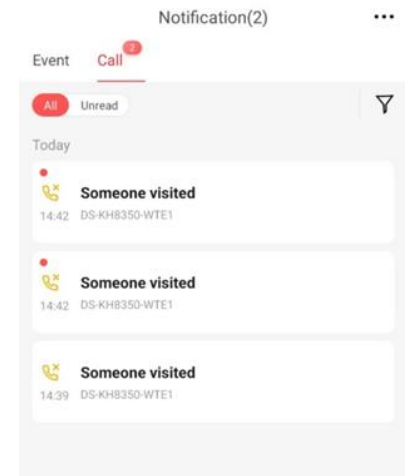 Notification(2)
Event
Call
2
All
Unread
Today
Someone visited
14:42 DS-KH8350-WTE1
Someone visited
14:42 DS-KH8350-WTE1
Someone visited
14:39 DS-KH8350-WTE1